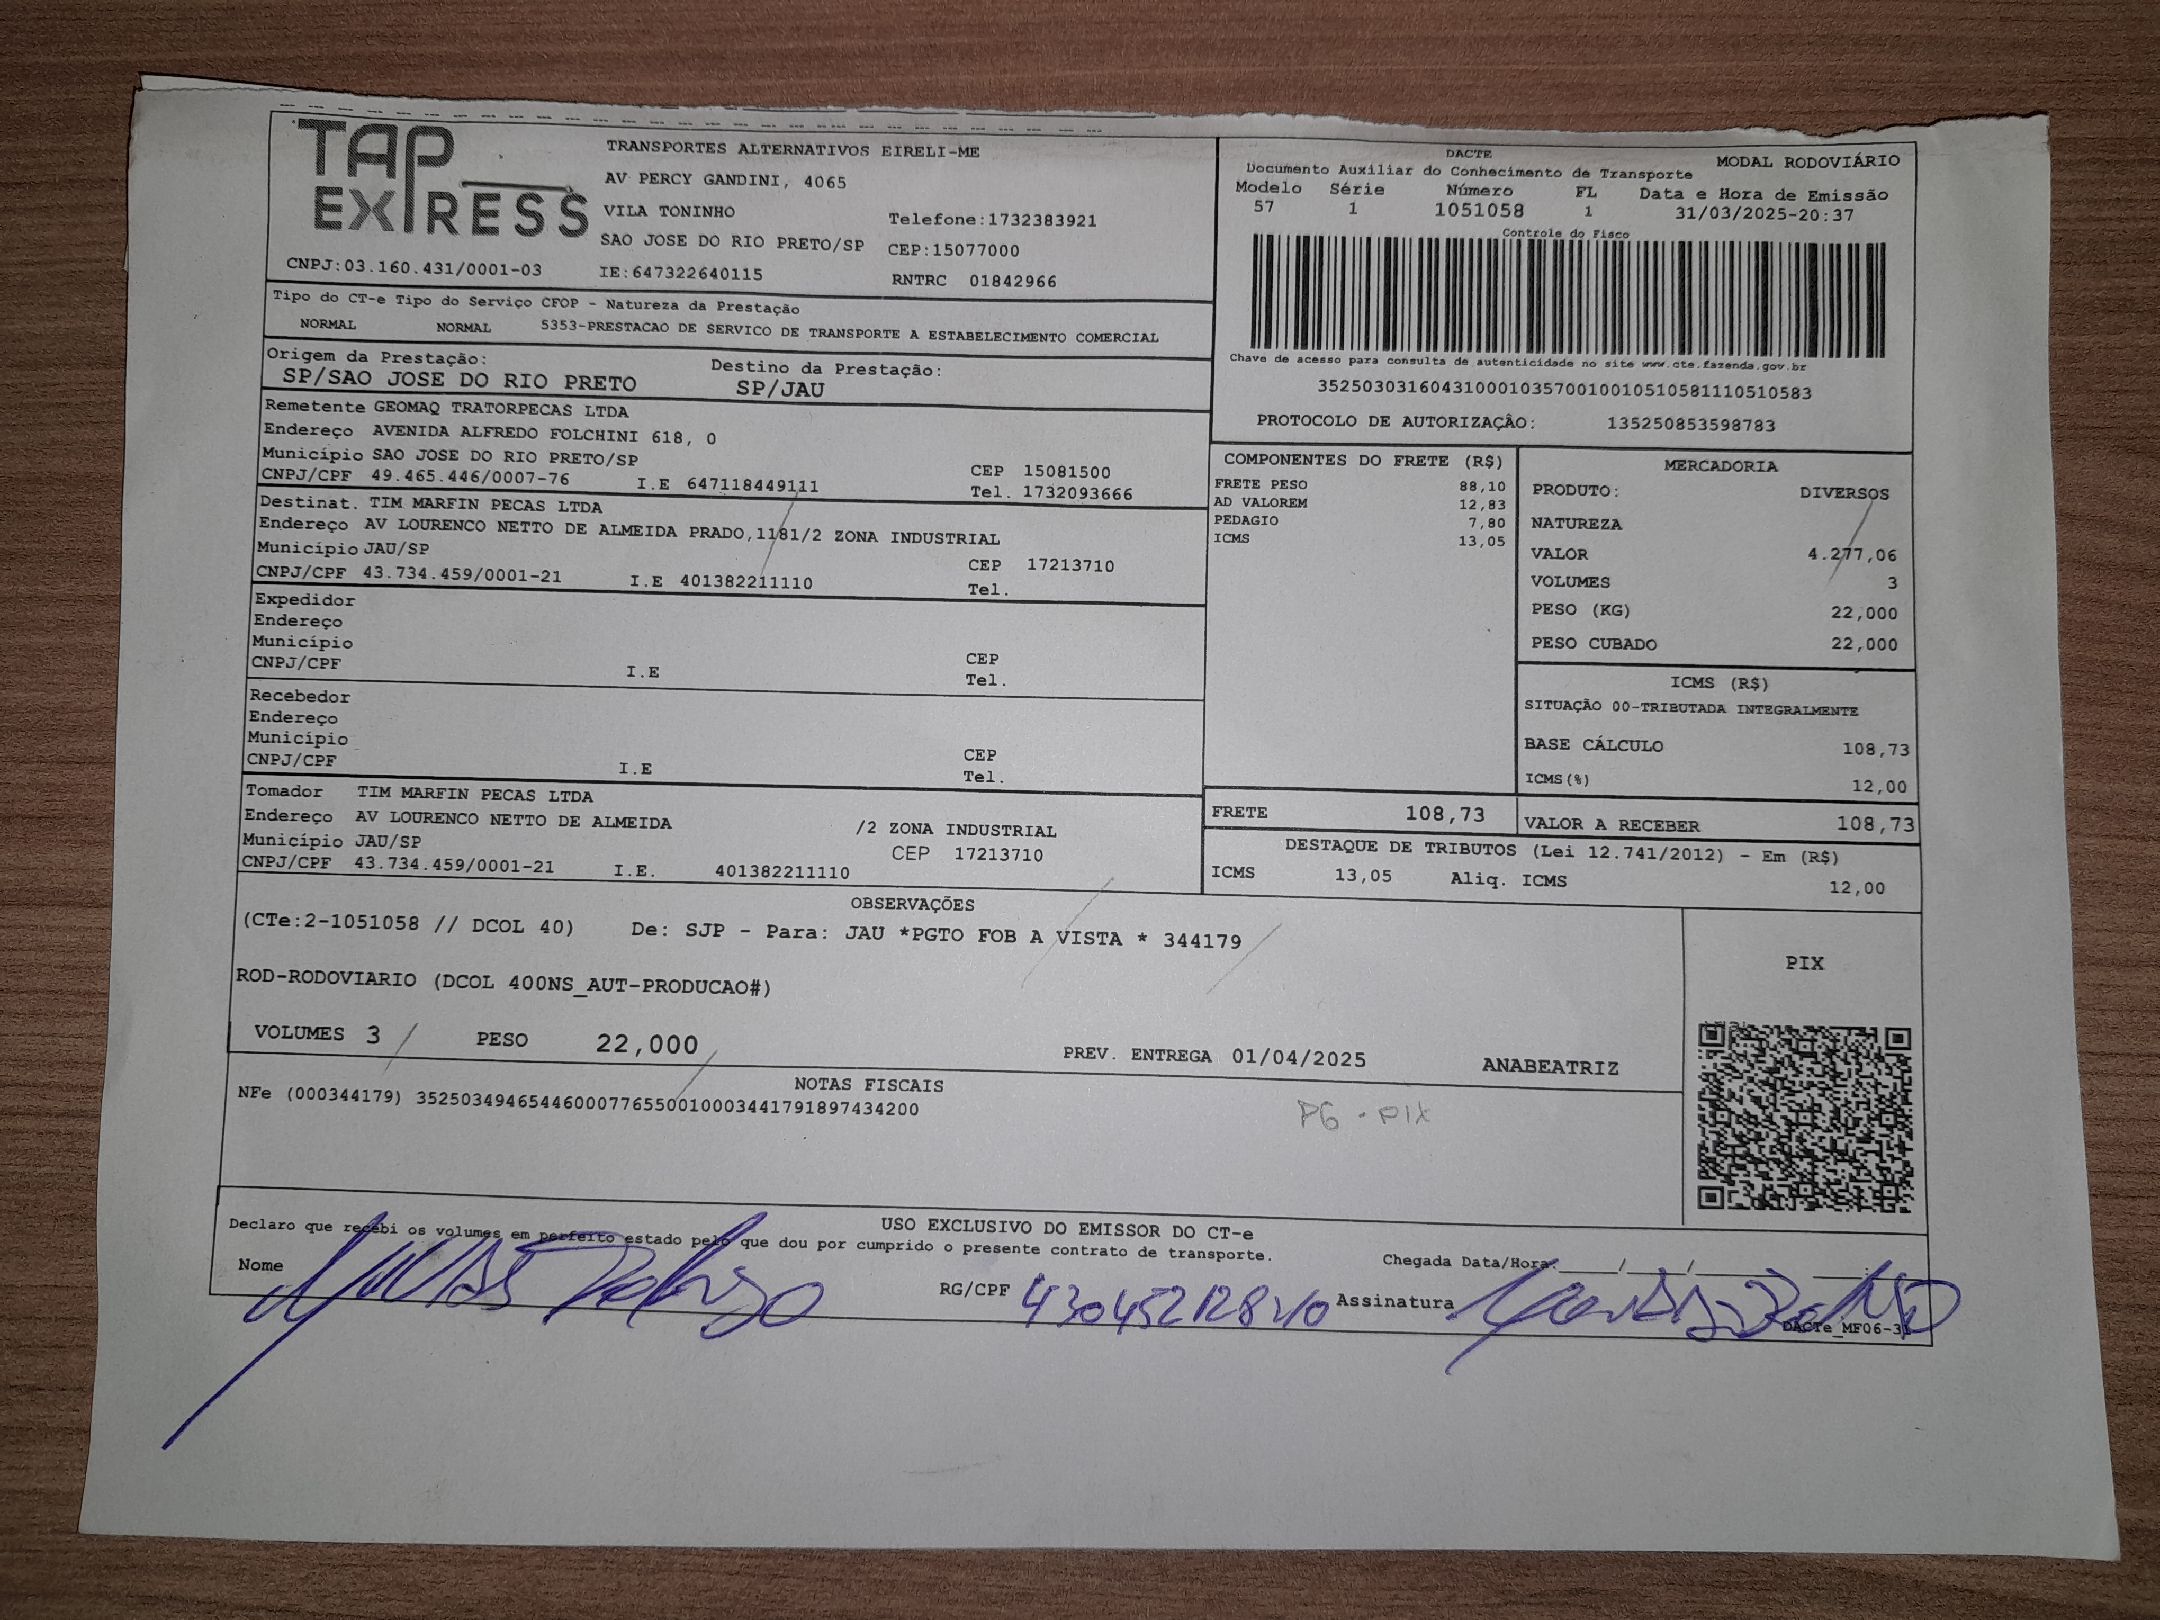 TAP EXPRESS
TRANSPORTES ALTERNATIVOS EIRELI-ME
AV PERCY GANDINI, 4065
VILA TONINHO Telefone:1732383921
SAO JOSE DO RIO PRETO/SP CEP:15077000
CNPJ:03.160.431/0001-03 IE:647322640115 RNTRC 01842966
DACTE MODAL RODOVIÁRIO
Documento Auxiliar do Conhecimento de Transporte
Modelo Série Número FL Data e Hora de Emissão
57 1 1051058 1 31/03/2025-20:37
Controle do Fisco
Chave de acesso para consulta de autenticidade no site www.cte.fazenda.gov.br
35250303160431000103570010010510581110510583
PROTOCOLO DE AUTORIZAÇÂO: 135250853598783
Tipo do CT-e Tipo do Serviço CFOP - Natureza da Prestação
NORMAL NORMAL 5353-PRESTACAO DE SERVICO DE TRANSPORTE A ESTABELECIMENTO COMERCIAL
Origem da Prestação: Destino da Prestação:
SP/SAO JOSE DO RIO PRETO SP/JAU
Remetente GEOMAQ TRATORPECAS LTDA
Endereço AVENIDA ALFREDO FOLCHINI 618, 0
Município SAO JOSE DO RIO PRETO/SP CEP 15081500
CNPJ/CPF 49.465.446/0007-76 I.E 647118449111 Tel. 1732093666
Destinat. TIM MARFIN PECAS LTDA
Endereço AV LOURENCO NETTO DE ALMEIDA PRADO,1181/2 ZONA INDUSTRIAL
Município JAU/SP CEP 17213710
CNPJ/CPF 43.734.459/0001-21 I.E 401382211110 Tel.
Expedidor
Endereço
Município CEP
CNPJ/CPF I.E Tel.
Recebedor
Endereço
Município CEP
CNPJ/CPF I.E Tel.
Tomador TIM MARFIN PECAS LTDA
Endereço AV LOURENCO NETTO DE ALMEIDA /2 ZONA INDUSTRIAL
Município JAU/SP CEP 17213710
CNPJ/CPF 43.734.459/0001-21 I.E. 401382211110
COMPONENTES DO FRETE (R$)
FRETE PESO 88,10
AD VALOREM 12,83
PEDAGIO 7,80
ICMS 13,05
MERCADORIA
PRODUTO: DIVERSOS
NATUREZA
VALOR 4.277,06
VOLUMES 3
PESO (KG) 22,000
PESO CUBADO 22,000
ICMS (R$)
SITUAÇÃO 00-TRIBUTADA INTEGRALMENTE
BASE CÁLCULO 108,73
ICMS(%) 12,00
FRETE 108,73 VALOR A RECEBER 108,73
DESTAQUE DE TRIBUTOS (Lei 12.741/2012) - Em (R$)
ICMS 13,05 Aliq. ICMS 12,00
OBSERVAÇÕES
(CTe:2-1051058 // DCOL 40) De: SJP - Para: JAU *PGTO FOB A VISTA * 344179
ROD-RODOVIARIO (DCOL 400NS_AUT-PRODUCAO#)
VOLUMES 3 PESO 22,000 PREV. ENTREGA 01/04/2025 ANABEATRIZ
PIX
NOTAS FISCAIS
NFe (000344179) 35250349465446000776550010003441791897434200
PG - PIX
USO EXCLUSIVO DO EMISSOR DO CT-e
Declaro que recebi os volumes em perfeito estado pelo que dou por cumprido o presente contrato de transporte.
Chegada Data/Hora: / /
Nome RG/CPF Assinatura
DACTe_MF06-31